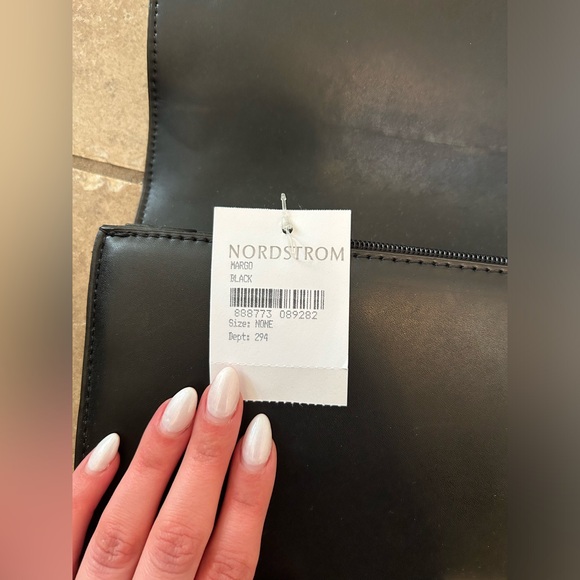 NORDSTROM
MARGO
BLACK
888773 089282
Size: NONE
Dept: 294